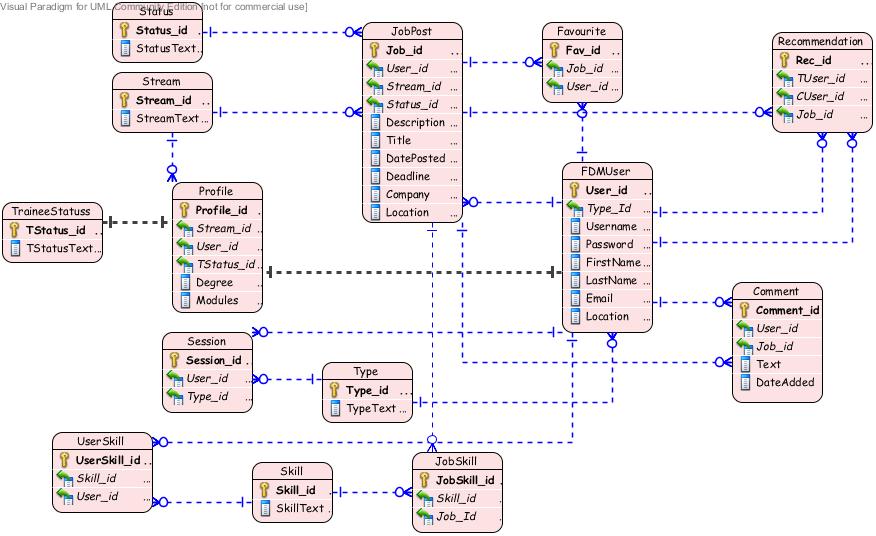 Visual Paradigm for UML Community Edition [not for commercial use]
Status
Status_id ...
StatusText...
Stream
Stream_id ..
StreamText...
TraineeStatuss
TStatus_id ..
TStatusText...
Profile
Profile_id .
Stream_id ...
User_id ...
TStatus_id ...
Degree ...
Modules ...
JobPost
Job_id ..
User_id ...
Stream_id ...
Status_id ...
Description ...
Title ...
DatePosted ...
Deadline ...
Company ...
Location ...
Favourite
Fav_id ..
Job_id ...
User_id ...
Recommendation
Rec_id ...
TUser_id ...
CUser_id ...
Job_id ...
FDMUser
User_id ..
Type_Id ...
Username ...
Password ...
FirstName ...
LastName ...
Email ...
Location ...
Comment
Comment_id
User_id
Job_id
Text
DateAdded
Session
Session_id .
User_id ...
Type_id ...
Type
Type_id ...
TypeText ...
UserSkill
UserSkill_id ..
Skill_id ...
User_id ...
Skill
Skill_id .
SkillText .
JobSkill
JobSkill_id .
Skill_id ...
Job_Id ...